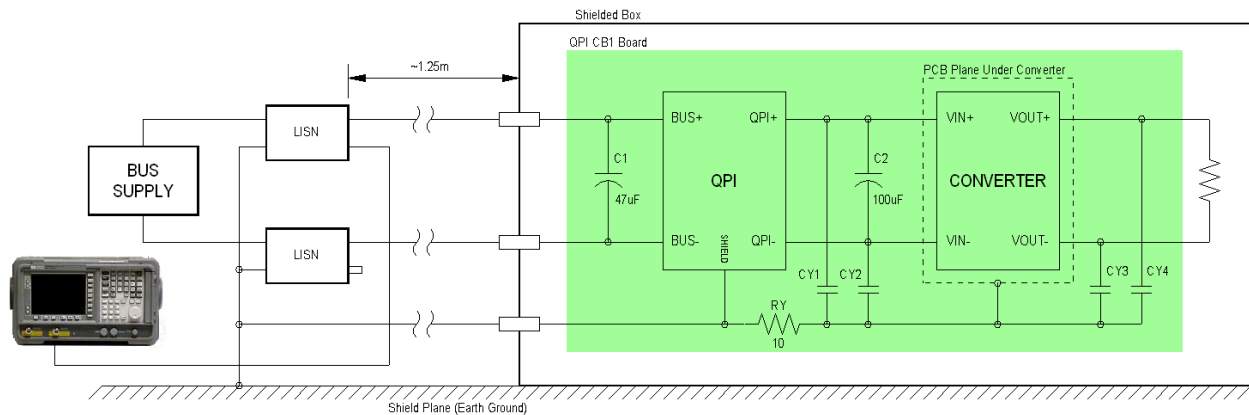 Shielded Box
QPI CB1 Board
~1.25m
PCB Plane Under Converter
LISN
BUS+
QPI+
VIN+
VOUT+
C1
C2
BUS
SUPPLY
QPI
CONVERTER
47uF
100uF
BUS-
SHIELD
QPI-
VIN-
VOUT-
LISN
CY1
CY2
CY3
CY4
RY
10
Shield Plane (Earth Ground)